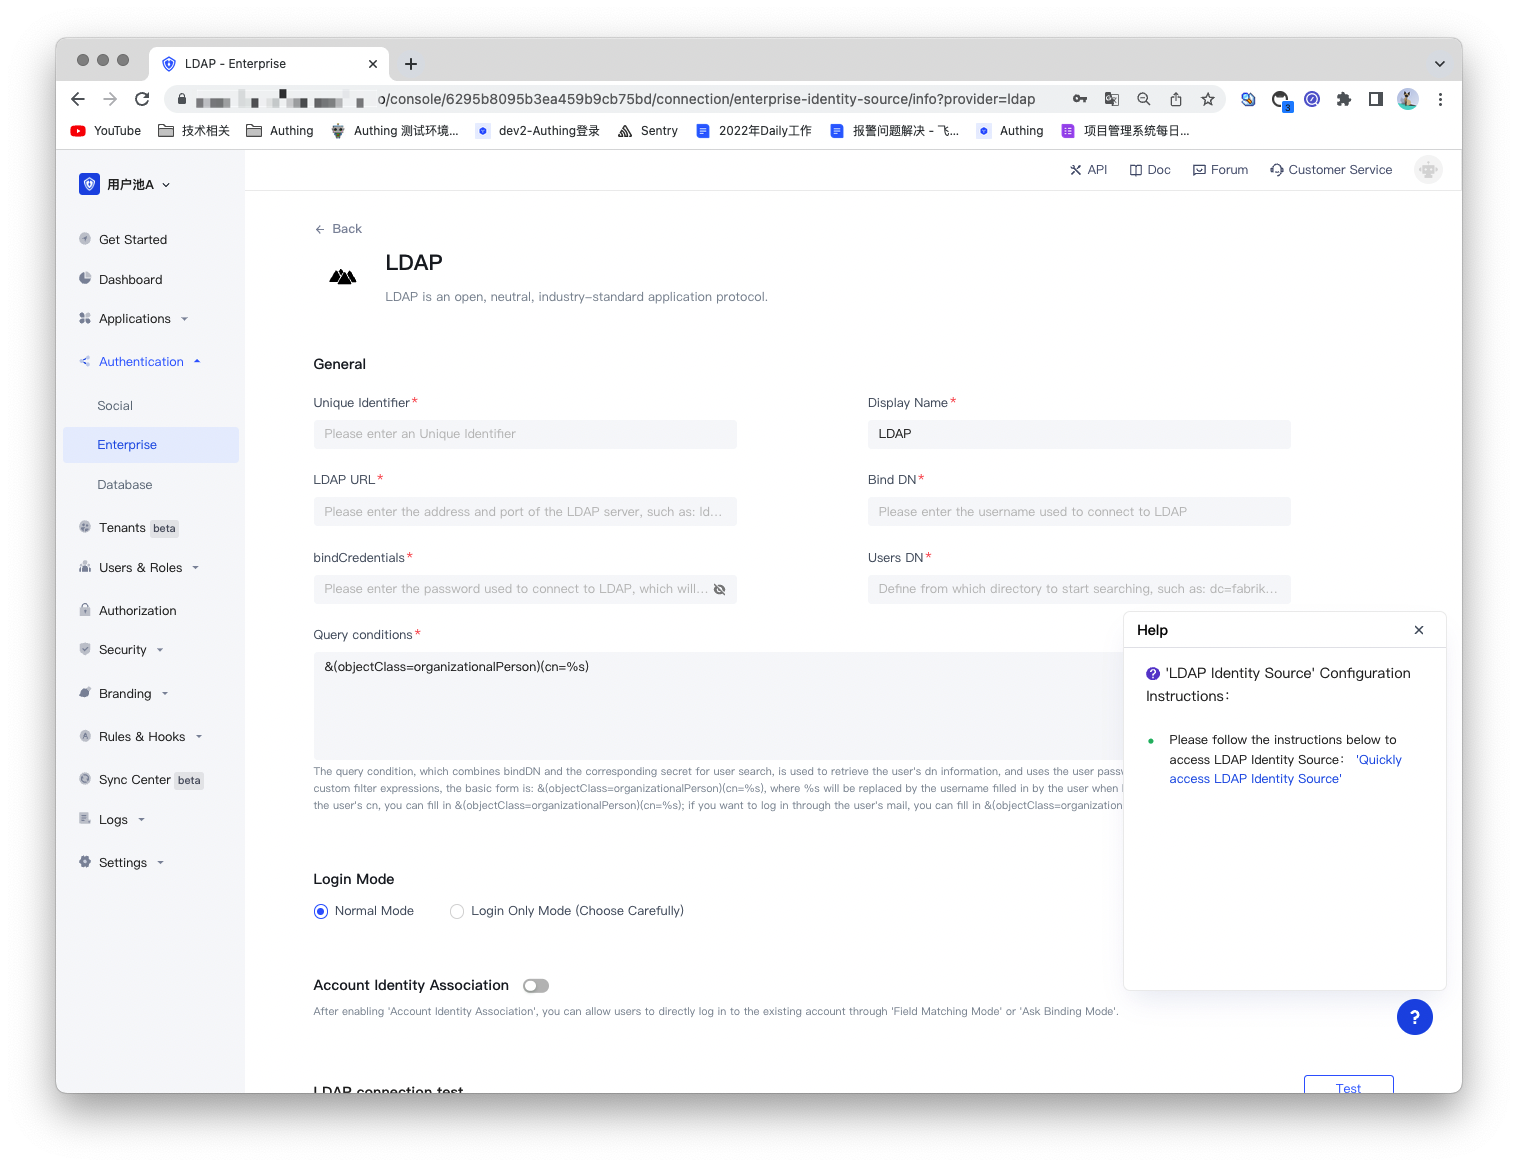 LDAP - Enterprise
/console/6295b8095b3ea459b9cb75bd/connection/enterprise-identity-source/info?provider=ldap
3
YouTube
技术相关
Authing
Authing 测试环境...
dev2-Authing登录
Sentry
2022年Daily工作
报警问题解决 - 飞...
Authing
项目管理系统每日...
用户池A
API
Doc
Forum
Customer Service
Get Started
Dashboard
Applications
Authentication
Social
Enterprise
Database
Tenants beta
Users & Roles
Authorization
Security
Branding
Rules & Hooks
Sync Center beta
Logs
Settings
Back
LDAP
LDAP is an open, neutral, industry-standard application protocol.
General
Unique Identifier*
Please enter an Unique Identifier
Display Name*
LDAP
LDAP URL*
Please enter the address and port of the LDAP server, such as: ld...
Bind DN*
Please enter the username used to connect to LDAP
bindCredentials*
Please enter the password used to connect to LDAP, which will...
Users DN*
Define from which directory to start searching, such as: dc=fabrik...
Query conditions*
&(objectClass=organizationalPerson)(cn=%s)
The query condition, which combines bindDN and the corresponding secret for user search, is used to retrieve the user's dn information, and uses the user passw
custom filter expressions, the basic form is: &(objectClass=organizationalPerson)(cn=%s), where %s will be replaced by the username filled in by the user when
the user's cn, you can fill in &(objectClass=organizationalPerson)(cn=%s); if you want to log in through the user's mail, you can fill in &(objectClass=organization
Login Mode
Normal Mode
Login Only Mode (Choose Carefully)
Account Identity Association
After enabling 'Account Identity Association', you can allow users to directly log in to the existing account through 'Field Matching Mode' or 'Ask Binding Mode'.
LDAP connection test
Test
Help
'LDAP Identity Source' Configuration
Instructions：
Please follow the instructions below to
access LDAP Identity Source： 'Quickly
access LDAP Identity Source'
?